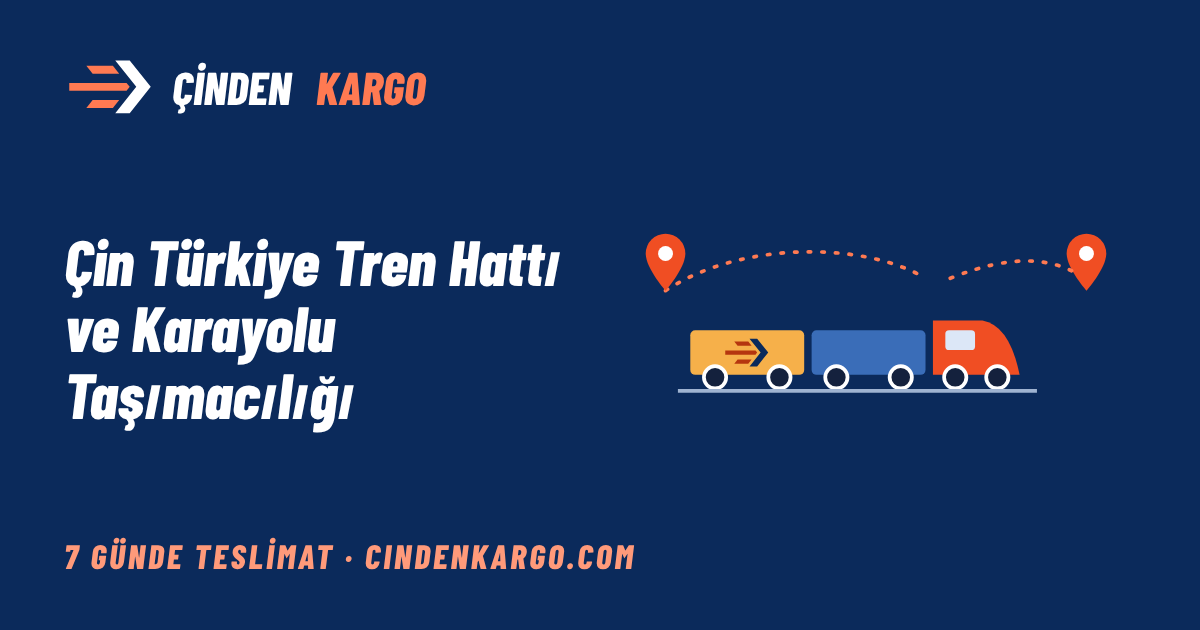 ÇİNDEN KARGO
Çin Türkiye Tren Hattı
ve Karayolu
Taşımacılığı
7 GÜNDE TESLİMAT · CINDENKARGO.COM